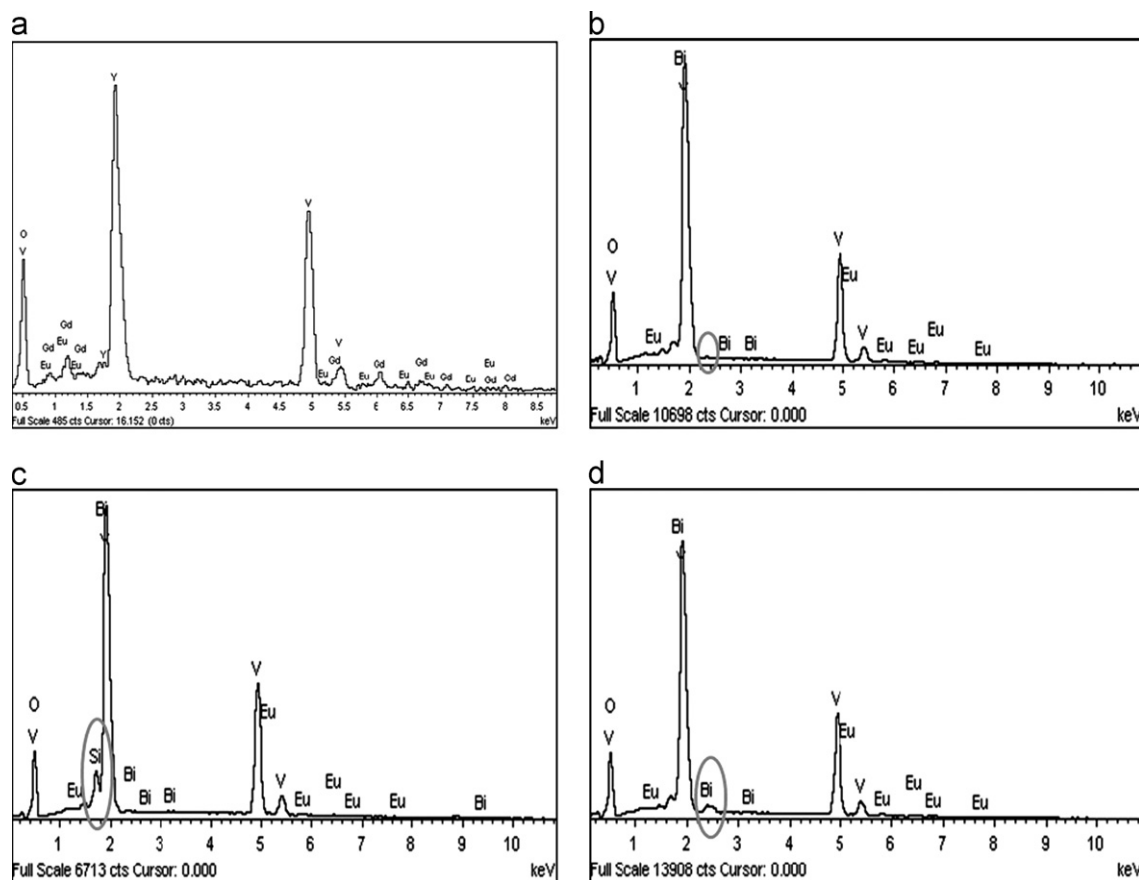 a
Y
O
V
V
Gd
Eu
Gd
Eu
Gd
Eu
Y
Eu
Gd
V
Eu
Gd
Eu
Gd
Eu
Gd
Eu
Eu
Gd
Gd
0.5 1 1.5 2 2.5 3 3.5 4 4.5 5 5.5 6 6.5 7 7.5 8 8.5
Full Scale 485 cts Cursor: 16.152 (0 cts) keV
b
Bi
O
V
V
Eu
Eu
Bi Bi
V
Eu Eu
Eu
Eu
1 2 3 4 5 6 7 8 9 10
Full Scale 10698 cts Cursor: 0.000 keV
c
Bi
O
V
V
Eu
Si
Eu
Bi
Bi Bi
V
Eu
Eu
Eu
Eu
Bi
1 2 3 4 5 6 7 8 9 10
Full Scale 6713 cts Cursor: 0.000 keV
d
Bi
O
V
V
Eu
Eu
Bi Bi
V
Eu
Eu
Eu
Eu
1 2 3 4 5 6 7 8 9 10
Full Scale 13908 cts Cursor: 0.000 keV